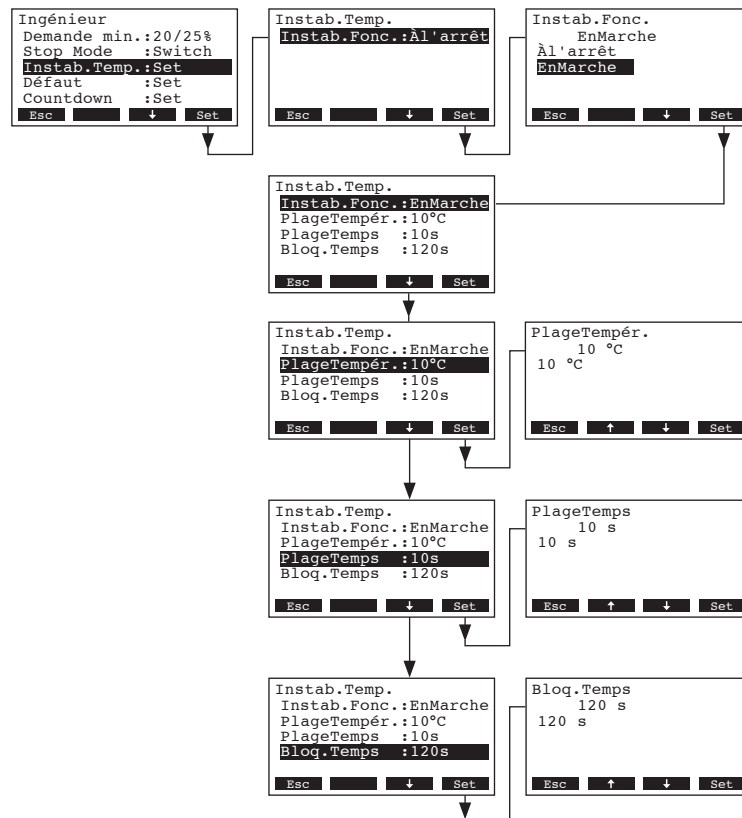 Ingénieur
Demande min.:20/25%
Stop Mode :Switch
Instab.Temp.:Set
Défaut :Set
Countdown :Set
Esc ↓ Set
Instab.Temp.
Instab.Fonc.:Àl'arrêt
Esc ↓ Set
Instab.Fonc.
EnMarche
Àl'arrêt
EnMarche
Esc ↓ Set
Instab.Temp.
Instab.Fonc.:EnMarche
PlageTempér.:10°C
PlageTemps :10s
Bloq.Temps :120s
Esc ↓ Set
Instab.Temp.
Instab.Fonc.:EnMarche
PlageTempér.:10°C
PlageTemps :10s
Bloq.Temps :120s
Esc ↓ Set
PlageTempér.
10 °C
10 °C
Esc ↑ ↓ Set
Instab.Temp.
Instab.Fonc.:EnMarche
PlageTempér.:10°C
PlageTemps :10s
Bloq.Temps :120s
Esc ↓ Set
PlageTemps
10 s
10 s
Esc ↑ ↓ Set
Instab.Temp.
Instab.Fonc.:EnMarche
PlageTempér.:10°C
PlageTemps :10s
Bloq.Temps :120s
Esc ↓ Set
Bloq.Temps
120 s
120 s
Esc ↑ ↓ Set